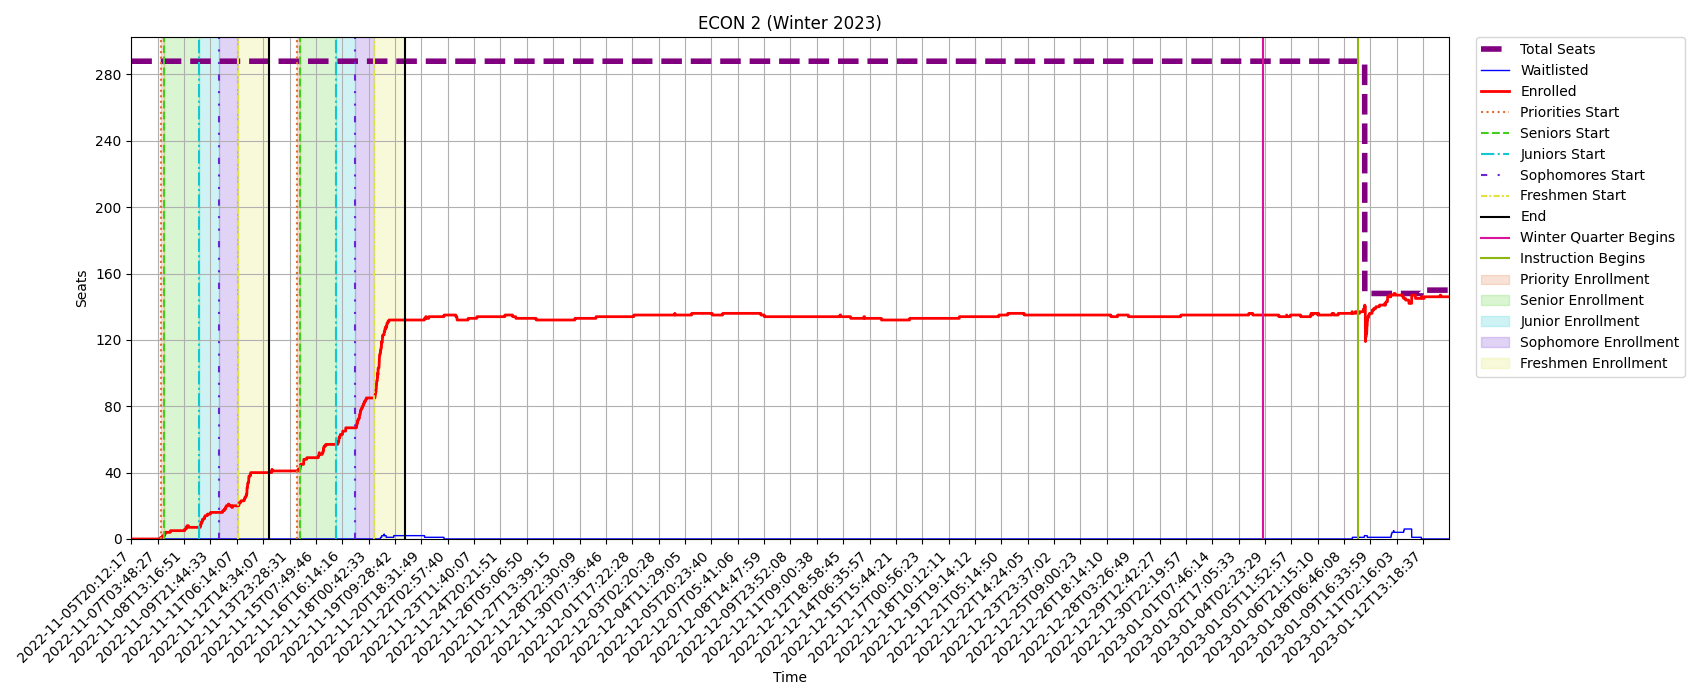 ECON 2 (Winter 2023)
Seats
280
240
200
160
120
80
40
0
2022-11-05T20:12:17
2022-11-07T03:48:27
2022-11-08T13:16:51
2022-11-09T21:44:33
2022-11-11T06:14:07
2022-11-12T14:34:07
2022-11-13T23:28:31
2022-11-15T07:49:46
2022-11-16T16:14:16
2022-11-18T00:42:33
2022-11-19T09:28:42
2022-11-20T18:31:49
2022-11-22T02:57:40
2022-11-23T11:40:07
2022-11-24T20:21:51
2022-11-26T05:06:50
2022-11-27T13:39:15
2022-11-28T22:30:09
2022-11-30T07:36:46
2022-12-01T17:22:28
2022-12-03T02:20:28
2022-12-04T11:29:05
2022-12-05T20:23:40
2022-12-07T05:41:06
2022-12-08T14:47:59
2022-12-09T23:52:08
2022-12-11T09:00:38
2022-12-12T18:58:45
2022-12-14T06:35:57
2022-12-15T15:44:21
2022-12-17T00:56:23
2022-12-18T10:12:11
2022-12-19T19:14:12
2022-12-21T05:14:50
2022-12-22T14:24:05
2022-12-23T23:37:02
2022-12-25T09:00:23
2022-12-26T18:14:10
2022-12-28T03:26:49
2022-12-29T12:42:27
2022-12-30T22:19:57
2023-01-01T07:46:14
2023-01-02T17:05:33
2023-01-04T02:23:29
2023-01-05T11:52:57
2023-01-06T21:15:10
2023-01-08T06:46:08
2023-01-09T16:33:59
2023-01-11T02:16:03
2023-01-12T13:18:37
Time
Total Seats
Waitlisted
Enrolled
Priorities Start
Seniors Start
Juniors Start
Sophomores Start
Freshmen Start
End
Winter Quarter Begins
Instruction Begins
Priority Enrollment
Senior Enrollment
Junior Enrollment
Sophomore Enrollment
Freshmen Enrollment